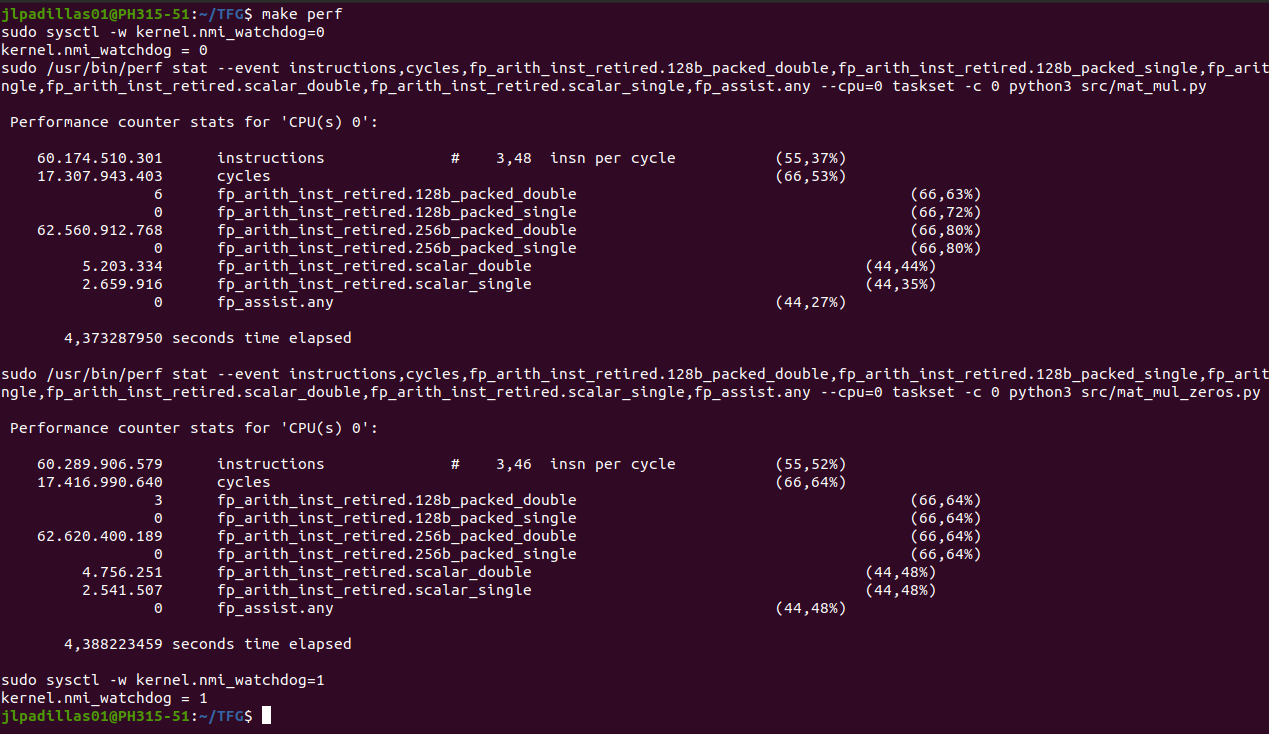 jlpadillas01@PH315-51:~/TFG$ make perf
sudo sysctl -w kernel.nmi_watchdog=0
kernel.nmi_watchdog = 0
sudo /usr/bin/perf stat --event instructions,cycles,fp_arith_inst_retired.128b_packed_double,fp_arith_inst_retired.128b_packed_single,fp_arit
ngle,fp_arith_inst_retired.scalar_double,fp_arith_inst_retired.scalar_single,fp_assist.any --cpu=0 taskset -c 0 python3 src/mat_mul.py
Performance counter stats for 'CPU(s) 0':
60.174.510.301 instructions # 3,48 insn per cycle (55,37%)
17.307.943.403 cycles (66,53%)
6 fp_arith_inst_retired.128b_packed_double (66,63%)
0 fp_arith_inst_retired.128b_packed_single (66,72%)
62.560.912.768 fp_arith_inst_retired.256b_packed_double (66,80%)
0 fp_arith_inst_retired.256b_packed_single (66,80%)
5.203.334 fp_arith_inst_retired.scalar_double (44,44%)
2.659.916 fp_arith_inst_retired.scalar_single (44,35%)
0 fp_assist.any (44,27%)
4,373287950 seconds time elapsed
sudo /usr/bin/perf stat --event instructions,cycles,fp_arith_inst_retired.128b_packed_double,fp_arith_inst_retired.128b_packed_single,fp_arit
ngle,fp_arith_inst_retired.scalar_double,fp_arith_inst_retired.scalar_single,fp_assist.any --cpu=0 taskset -c 0 python3 src/mat_mul_zeros.py
Performance counter stats for 'CPU(s) 0':
60.289.906.579 instructions # 3,46 insn per cycle (55,52%)
17.416.990.640 cycles (66,64%)
3 fp_arith_inst_retired.128b_packed_double (66,64%)
0 fp_arith_inst_retired.128b_packed_single (66,64%)
62.620.400.189 fp_arith_inst_retired.256b_packed_double (66,64%)
0 fp_arith_inst_retired.256b_packed_single (66,64%)
4.756.251 fp_arith_inst_retired.scalar_double (44,48%)
2.541.507 fp_arith_inst_retired.scalar_single (44,48%)
0 fp_assist.any (44,48%)
4,388223459 seconds time elapsed
sudo sysctl -w kernel.nmi_watchdog=1
kernel.nmi_watchdog = 1
jlpadillas01@PH315-51:~/TFG$